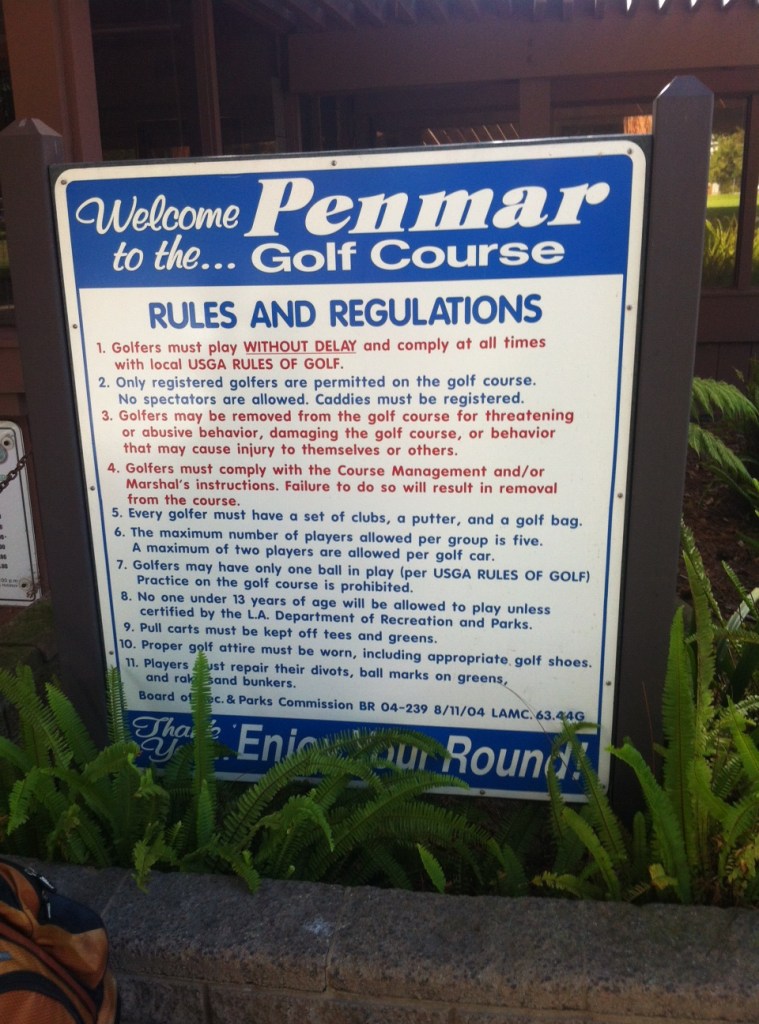 Welcome
to the...
Penmar
Golf Course
RULES AND REGULATIONS
1. Golfers must play WITHOUT DELAY and comply at all times
with local USGA RULES OF GOLF.
2. Only registered golfers are permitted on the golf course.
No spectators are allowed. Caddies must be registered.
3. Golfers may be removed from the golf course for threatening
or abusive behavior, damaging the golf course, or behavior
that may cause injury to themselves or others.
4. Golfers must comply with the Course Management and/or
Marshal's instructions. Failure to do so will result in removal
from the course.
5. Every golfer must have a set of clubs, a putter, and a golf bag.
6. The maximum number of players allowed per group is five.
A maximum of two players are allowed per golf car.
7. Golfers may have only one ball in play (per USGA RULES OF GOLF)
Practice on the golf course is prohibited.
8. No one under 13 years of age will be allowed to play unless
certified by the L.A. Department of Recreation and Parks.
9. Pull carts must be kept off tees and greens.
10. Proper golf attire must be worn, including appropriate golf shoes.
11. Players must repair their divots, ball marks on greens,
and rake sand bunkers.
Board of Rec. & Parks Commission BR 04-239 8/11/04 LAMC. 63.44G
Thank
You... Enjoy Your Round!